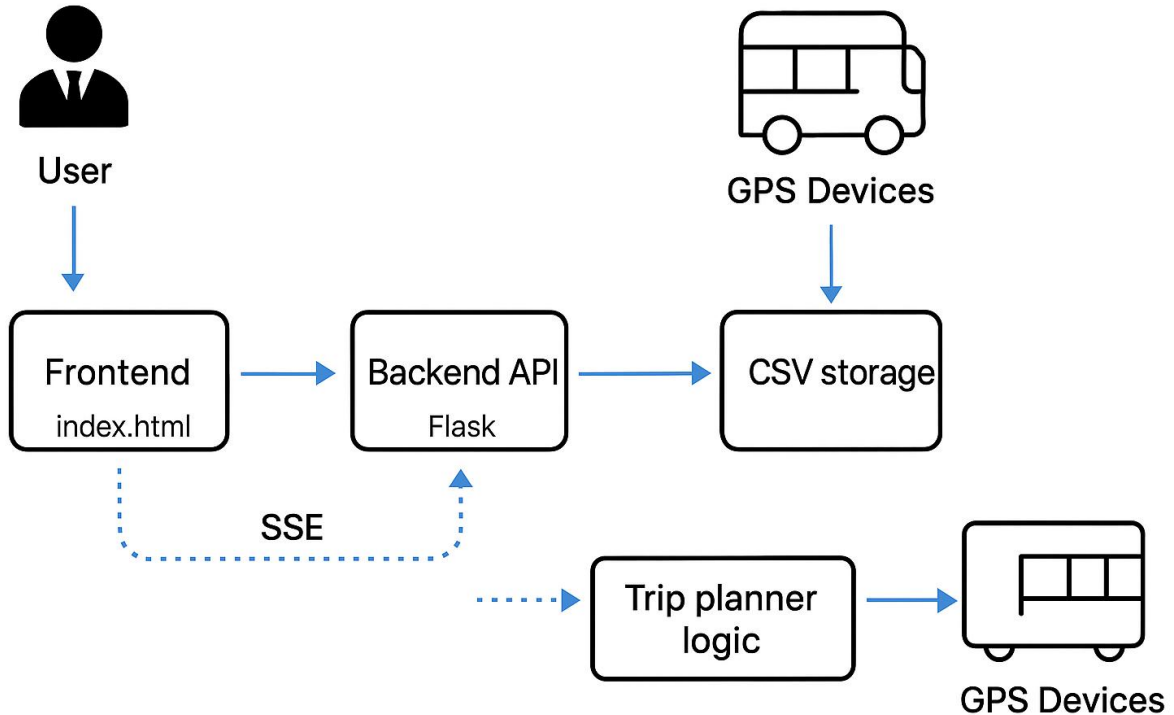 User
GPS Devices
Frontend
index.html
Backend API
Flask
CSV storage
SSE
Trip planner
logic
GPS Devices